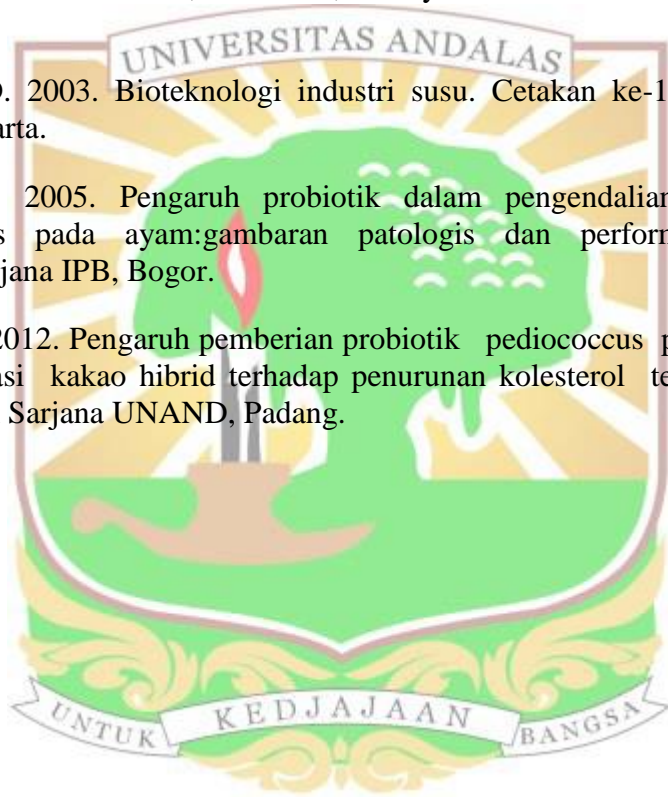 UNIVERSITAS ANDALAS
2003. Bioteknologi industri susu. Cetakan ke-1
arta.
2005. Pengaruh probiotik dalam pengendalian
s pada ayam:gambaran patologis dan perform
jana IPB, Bogor.
2012. Pengaruh pemberian probiotik pediococcus p
asi kakao hibrid terhadap penurunan kolesterol te
Sarjana UNAND, Padang.
UNTUK KEDJAJAAN BANGSA